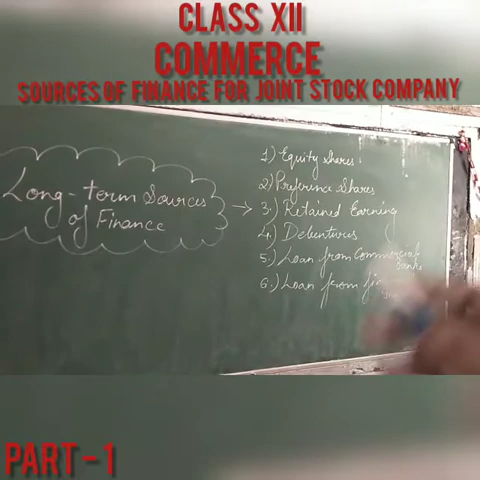 CLASS XII
COMMERCE
SOURCES OF FINANCE FOR JOINT STOCK COMPANY
Long-term Sources
of Finance
→
1) Equity shares
2) Preference Shares
3.) Retained Earning
4.) Debentures
5.) Loan from Commercial
banks
6.) Loan from
PART-1